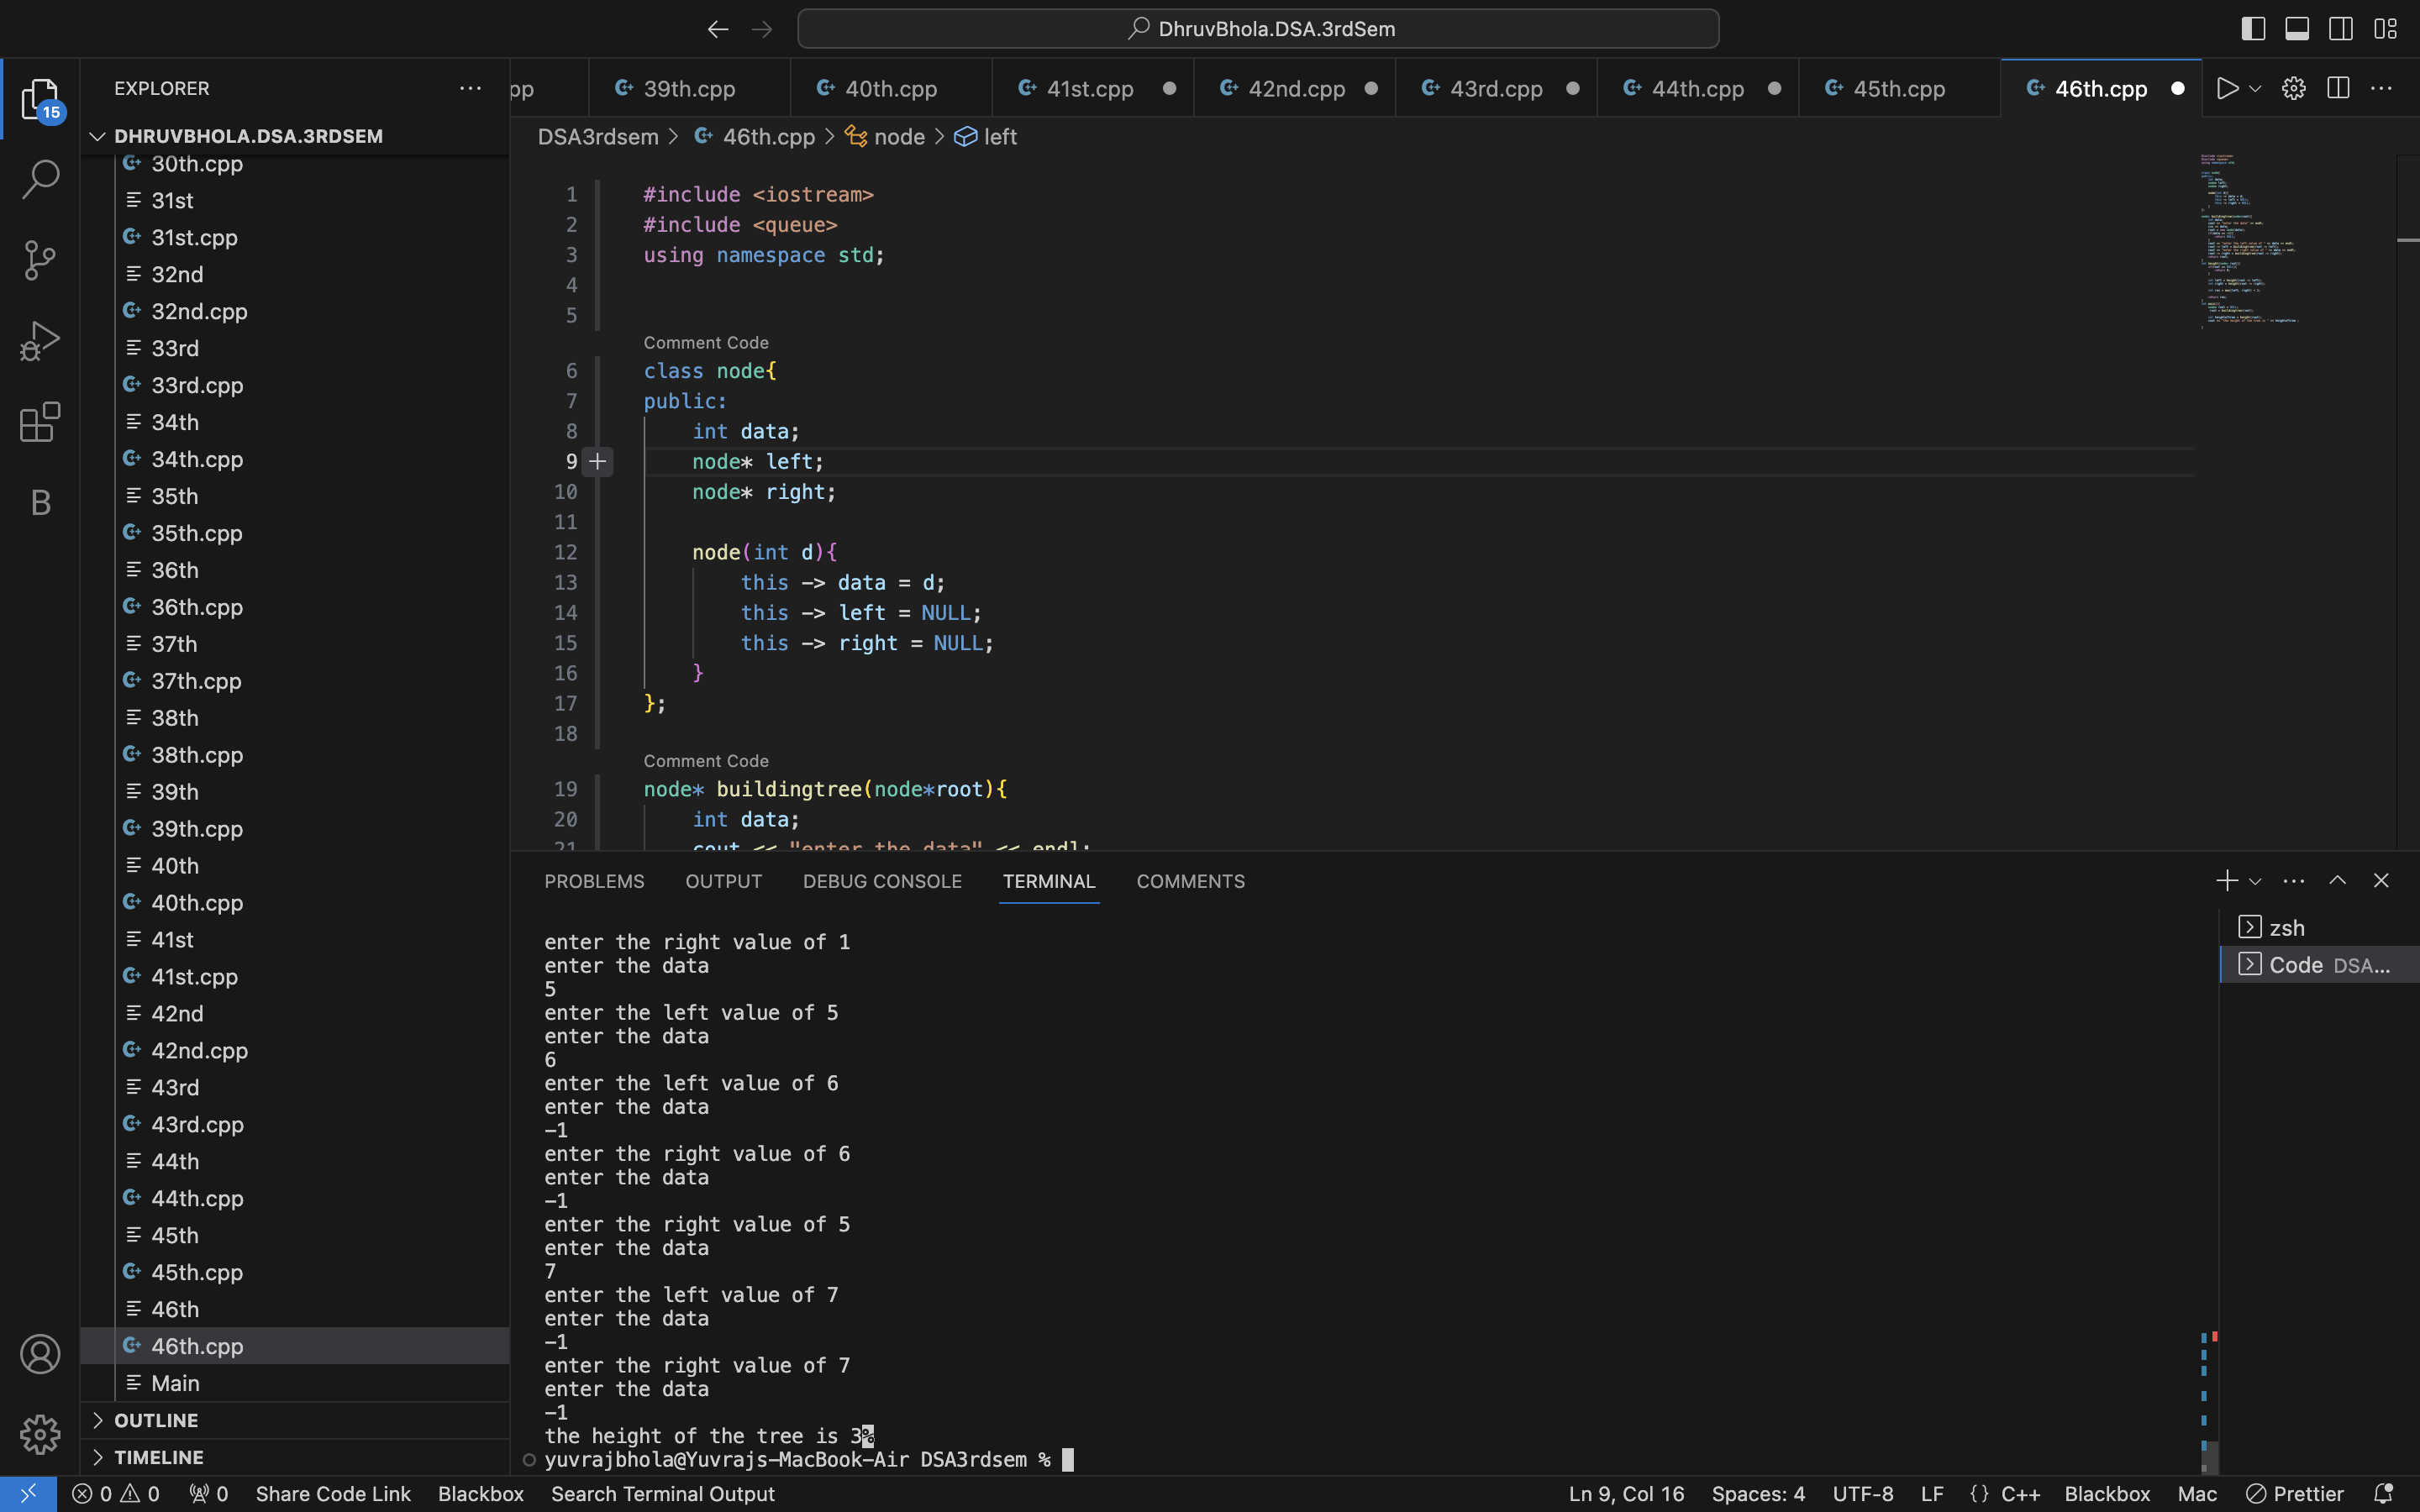 DhruvBhola.DSA.3rdSem
15
EXPLORER
DHRUVBHOLA.DSA.3RDSEM
30th.cpp
31st
31st.cpp
32nd
32nd.cpp
33rd
33rd.cpp
34th
34th.cpp
35th
35th.cpp
36th
36th.cpp
37th
37th.cpp
38th
38th.cpp
39th
39th.cpp
40th
40th.cpp
41st
41st.cpp
42nd
42nd.cpp
43rd
43rd.cpp
44th
44th.cpp
45th
45th.cpp
46th
46th.cpp
Main
OUTLINE
TIMELINE
pp 39th.cpp 40th.cpp 41st.cpp 42nd.cpp 43rd.cpp 44th.cpp 45th.cpp 46th.cpp
DSA3rdsem > 46th.cpp > node > left
1 #include <iostream>
2 #include <queue>
3 using namespace std;
4
5
Comment Code
6 class node{
7 public:
8 int data;
9 node* left;
10 node* right;
11
12 node(int d){
13 this -> data = d;
14 this -> left = NULL;
15 this -> right = NULL;
16 }
17 };
18
Comment Code
19 node* buildingtree(node*root){
20 int data;
21 cout << "enter the data" << endl;
PROBLEMS OUTPUT DEBUG CONSOLE TERMINAL COMMENTS
enter the right value of 1
enter the data
5
enter the left value of 5
enter the data
6
enter the left value of 6
enter the data
-1
enter the right value of 6
enter the data
-1
enter the right value of 5
enter the data
7
enter the left value of 7
enter the data
-1
enter the right value of 7
enter the data
-1
the height of the tree is 3%
yuvrajbhola@Yuvrajs-MacBook-Air DSA3rdsem %
zsh
Code DSA...
0 0 0 Share Code Link Blackbox Search Terminal Output Ln 9, Col 16 Spaces: 4 UTF-8 LF {} C++ Blackbox Mac Prettier